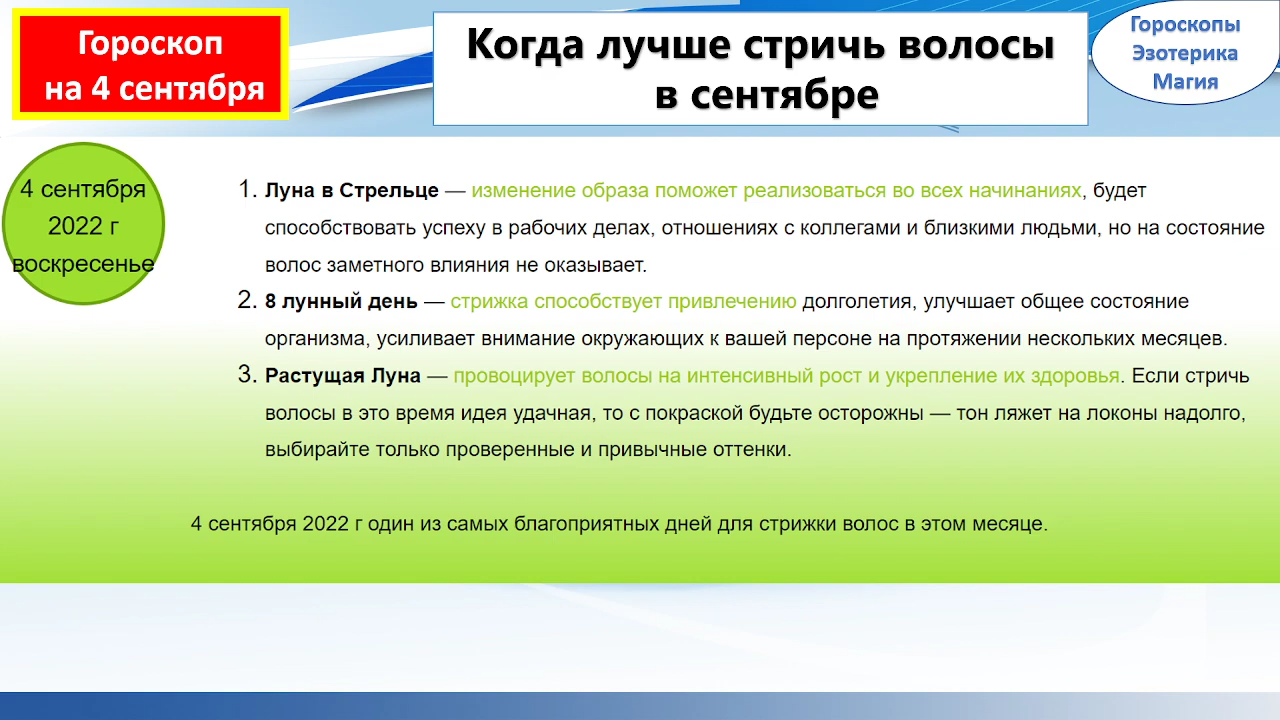 Гороскоп
на 4 сентября
Когда лучше стричь волосы
в сентябре
Гороскопы
Эзотерика
Магия
4 сентября
2022 г
воскресенье
1. Луна в Стрельце — изменение образа поможет реализоваться во всех начинаниях, будет
способствовать успеху в рабочих делах, отношениях с коллегами и близкими людьми, но на состояние
волос заметного влияния не оказывает.
2. 8 лунный день — стрижка способствует привлечению долголетия, улучшает общее состояние
организма, усиливает внимание окружающих к вашей персоне на протяжении нескольких месяцев.
3. Растущая Луна — провоцирует волосы на интенсивный рост и укрепление их здоровья. Если стричь
волосы в это время идея удачная, то с покраской будьте осторожны — тон ляжет на локоны надолго,
выбирайте только проверенные и привычные оттенки.
4 сентября 2022 г один из самых благоприятных дней для стрижки волос в этом месяце.